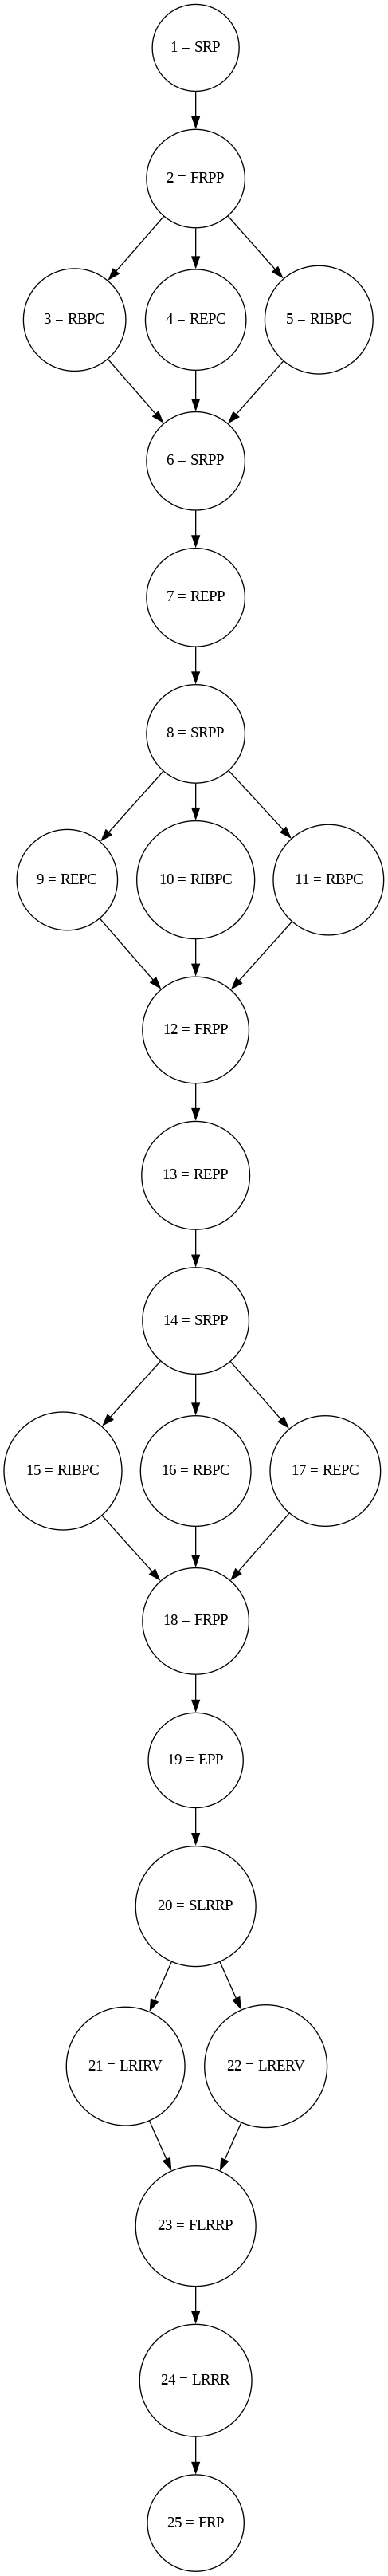 1 = SRP
2 = FRPP
3 = RBPC
4 = REPC
5 = RIBPC
6 = SRPP
7 = REPP
8 = SRPP
9 = REPC
10 = RIBPC
11 = RBPC
12 = FRPP
13 = REPP
14 = SRPP
15 = RIBPC
16 = RBPC
17 = REPC
18 = FRPP
19 = EPP
20 = SLRRP
21 = LRIRV
22 = LRERV
23 = FLRRP
24 = LRRR
25 = FRP